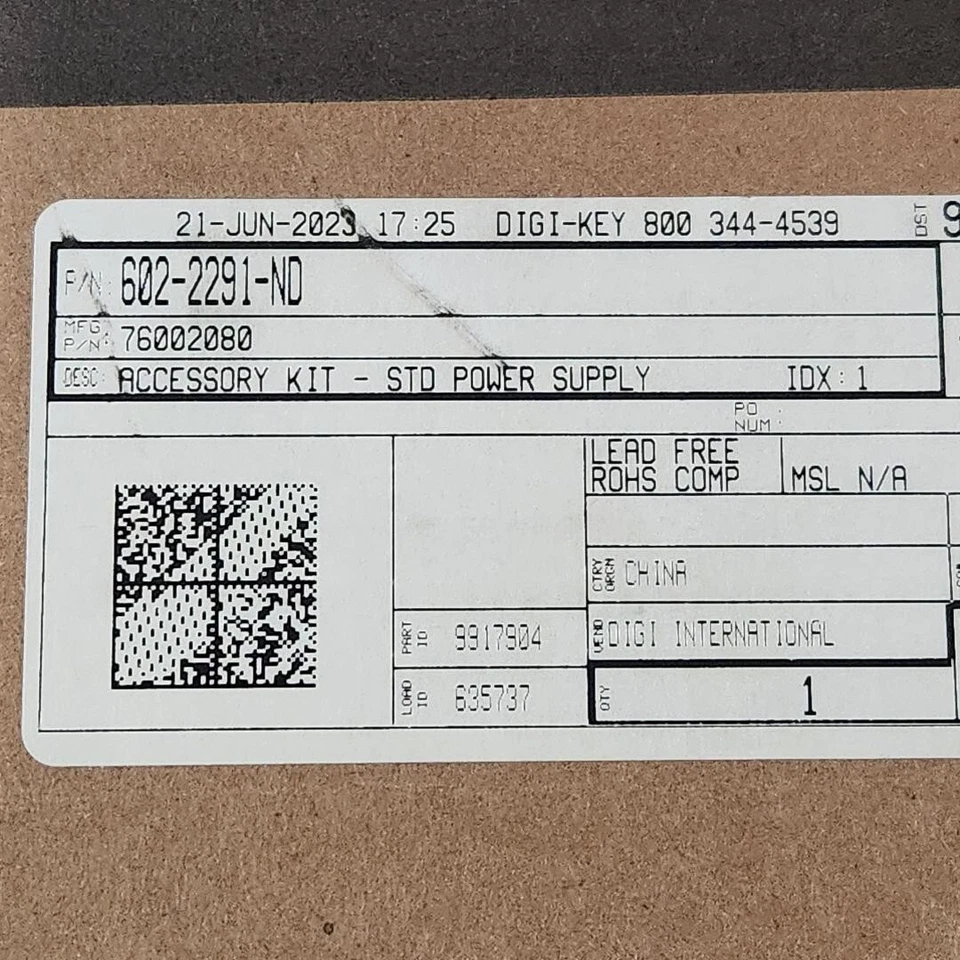 21-JUN-2023 17:25 DIGI-KEY 800 344-4539 DST 9
P/N: 602-2291-ND
MFG P/N: 76002080
DESC: ACCESSORY KIT - STD POWER SUPPLY IDX: 1
PO NUM:
LEAD FREE
ROHS COMP
MSL N/A
CTRY ORGN CHINA
PART ID 9917904
VEND DIGI INTERNATIONAL
LOAD ID 635737
QTY 1